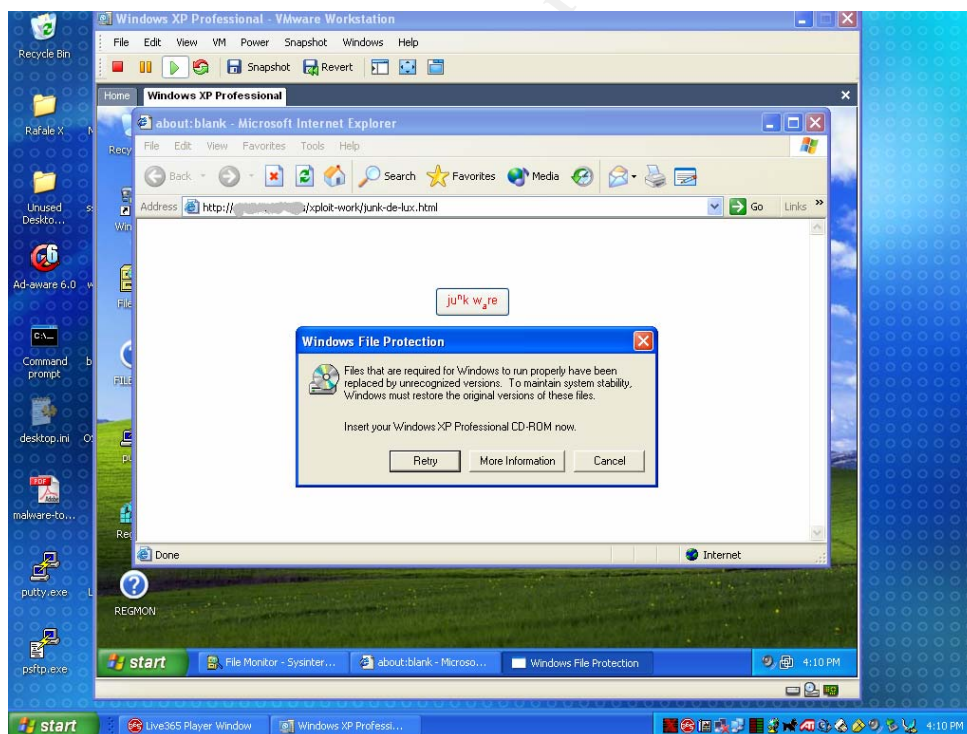 Windows XP Professional - VMware Workstation
File Edit View VM Power Snapshot Windows Help
Snapshot Revert
Home Windows XP Professional
about:blank - Microsoft Internet Explorer
File Edit View Favorites Tools Help
Back Search Favorites Media
Address http:// /xploit-work/junk-de-lux.html Go Links
juⁿk wₐre
Windows File Protection
Files that are required for Windows to run properly have been
replaced by unrecognized versions. To maintain system stability,
Windows must restore the original versions of these files.
Insert your Windows XP Professional CD-ROM now.
Retry More Information Cancel
Done Internet
REGMON
start File Monitor - Sysinter... about:blank - Microso... Windows File Protection 4:10 PM
Recycle Bin
Rafale X
Unused
Deskto...
Ad-aware 6.0
C:\_
Command
prompt
desktop.ini
PDF
Adobe
malware-to...
putty.exe
psftp.exe
start Live365 Player Window Windows XP Professi... 4:10 PM